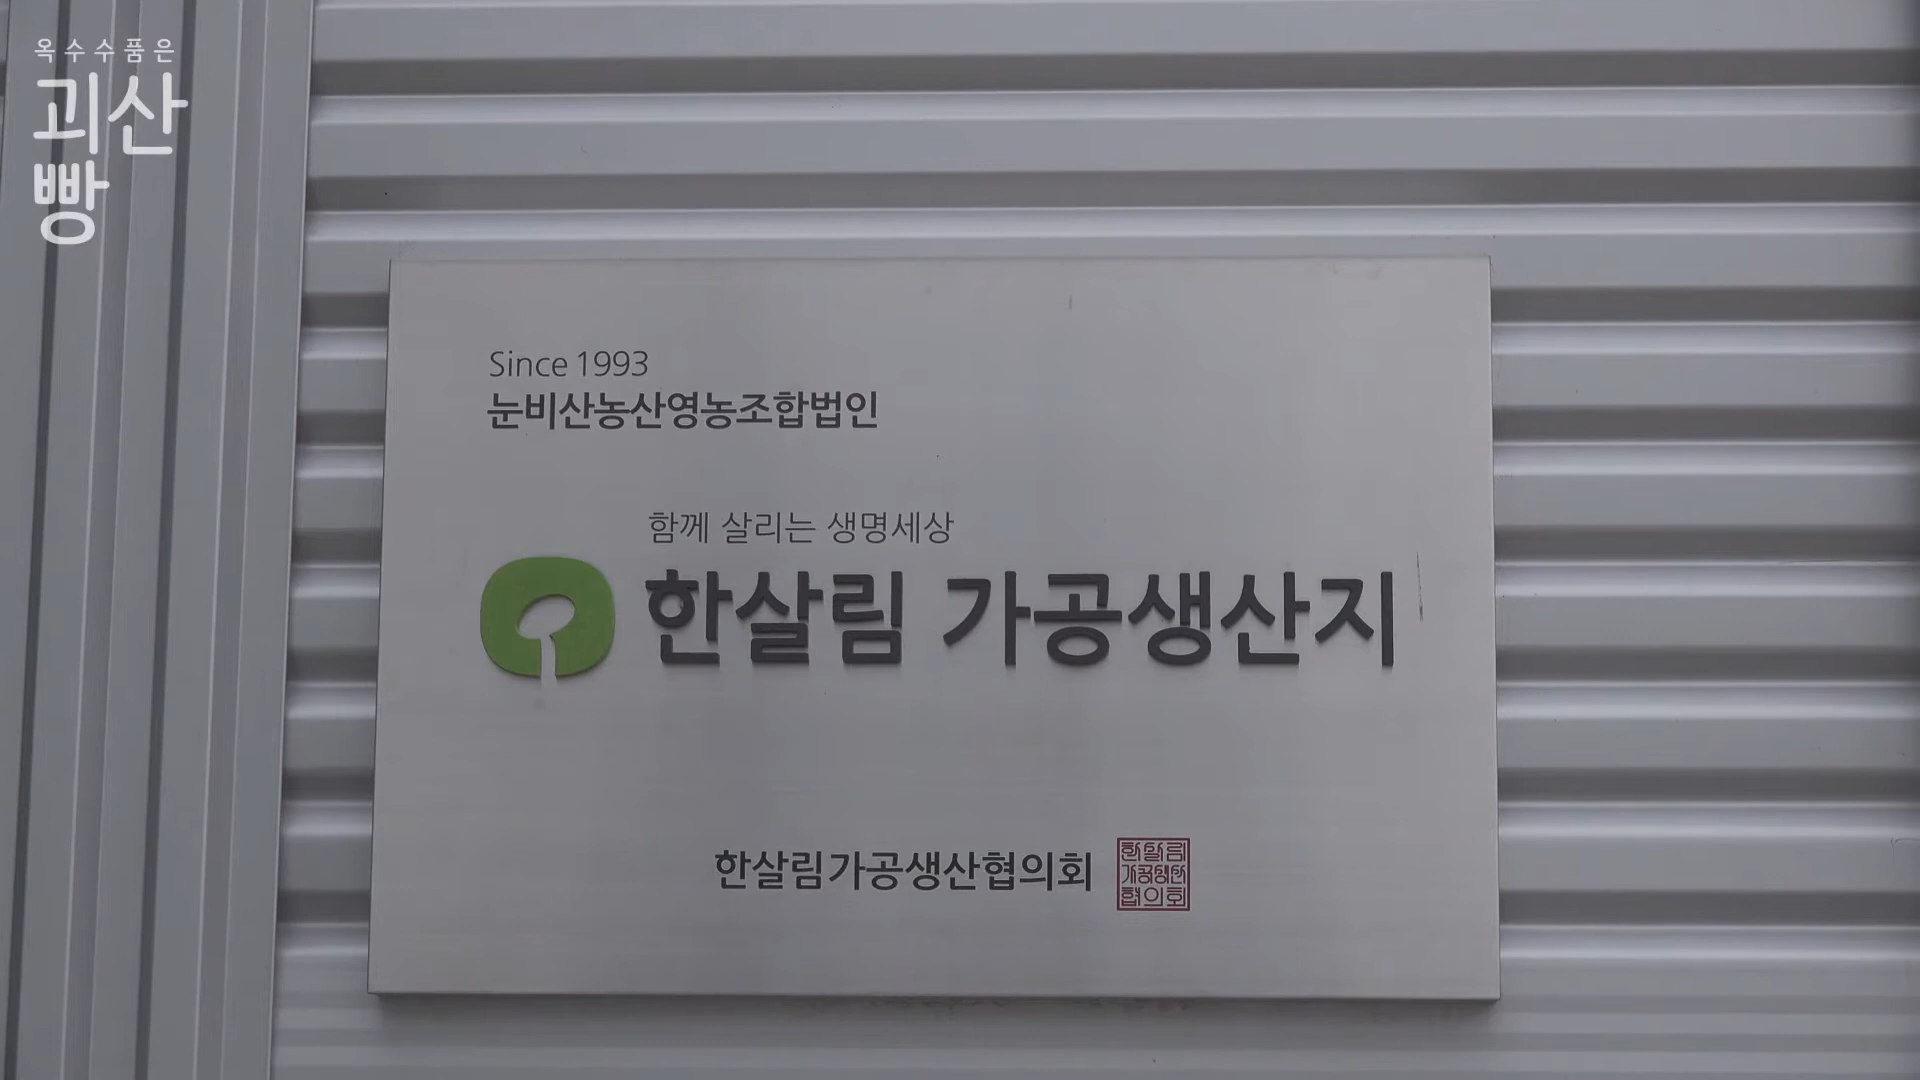 옥수수품은
괴산
빵
Since 1993
눈비산농산영농조합법인
함께 살리는 생명세상
한살림 가공생산지
한살림가공생산협의회
한살림
가공생산
협의회